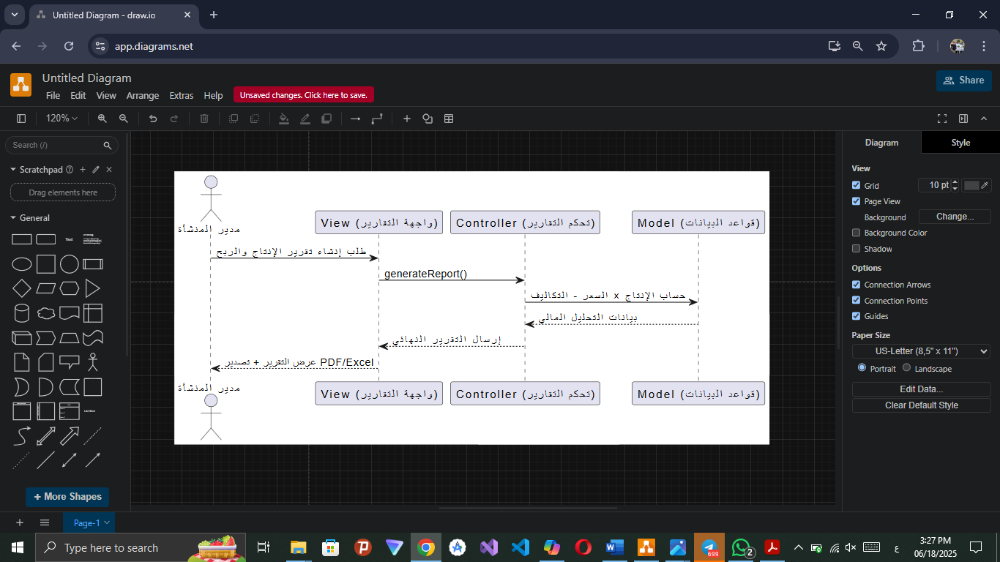 Untitled Diagram - draw.io
app.diagrams.net
Untitled Diagram
File Edit View Arrange Extras Help
Unsaved changes. Click here to save.
Share
120%
Search (/)
Scratchpad
Drag elements here
General
Text
List Item
+ More Shapes
مدير المنشأة
View (واجهة التقارير)
Controller (تحكم التقارير)
Model (قواعد البيانات)
طلب إنشاء تقرير الإنتاج والربح
generateReport()
حساب الإنتاج x السعر - التكاليف
بيانات التحليل المالي
إرسال التقرير النهائي
عرض التقرير + تصدير PDF/Excel
مدير المنشأة
View (واجهة التقارير)
Controller (تحكم التقارير)
Model (قواعد البيانات)
Diagram
Style
View
Grid
10 pt
Page View
Background
Change...
Background Color
Shadow
Options
Connection Arrows
Connection Points
Guides
Paper Size
US-Letter (8,5" x 11")
Portrait Landscape
Edit Data...
Clear Default Style
Page-1
Type here to search
699
2
ع
3:27 PM
06/18/2025